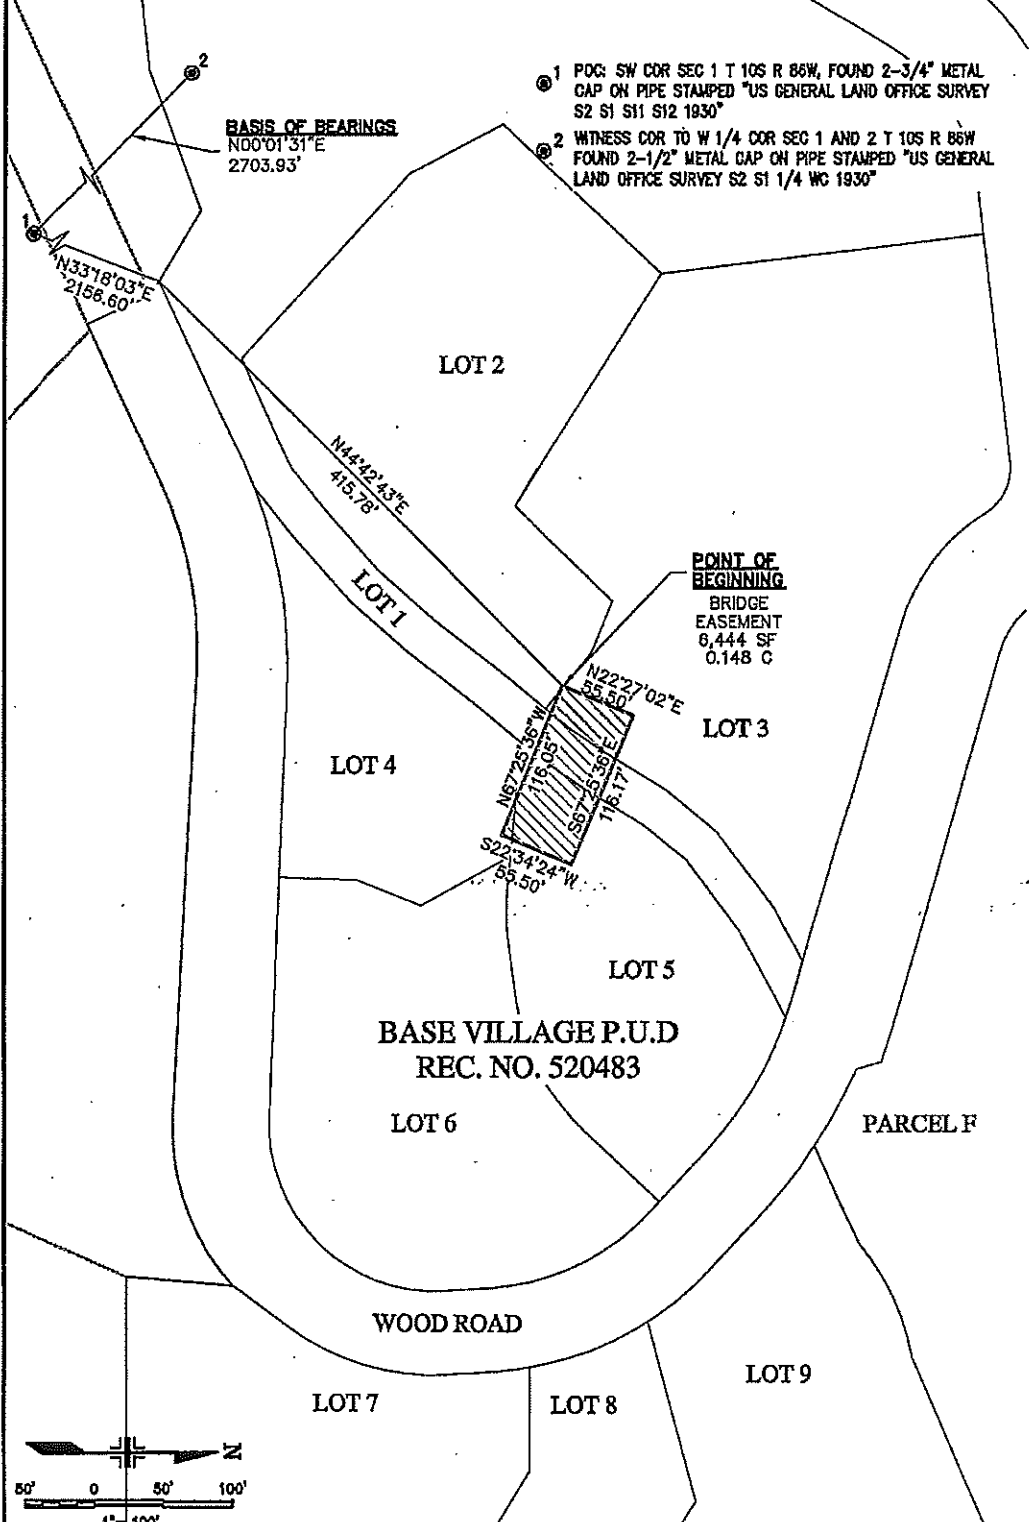 2
BASIS OF BEARINGS
N00°01'31"E
2703.93'
1
N33°18'03"E
2156.60'
1 POC: SW COR SEC 1 T 10S R 86W, FOUND 2-3/4" METAL
CAP ON PIPE STAMPED "US GENERAL LAND OFFICE SURVEY
S2 S1 S11 S12 1930"
2 WITNESS COR TO W 1/4 COR SEC 1 AND 2 T 10S R 86W
FOUND 2-1/2" METAL CAP ON PIPE STAMPED "US GENERAL
LAND OFFICE SURVEY S2 S1 1/4 WC 1930"
LOT 2
N44°42'43"E
415.78'
LOT 1
POINT OF
BEGINNING
BRIDGE
EASEMENT
6,444 SF
0.148 C
N22°27'02"E
55.50'
LOT 3
N67°25'36"W
116.05'
S67°25'36"E
116.17'
LOT 4
S22°34'24"W
55.50'
LOT 5
BASE VILLAGE P.U.D
REC. NO. 520483
LOT 6
PARCEL F
WOOD ROAD
LOT 7
LOT 8
LOT 9
N
50' 0 50' 100'
1"= 100'